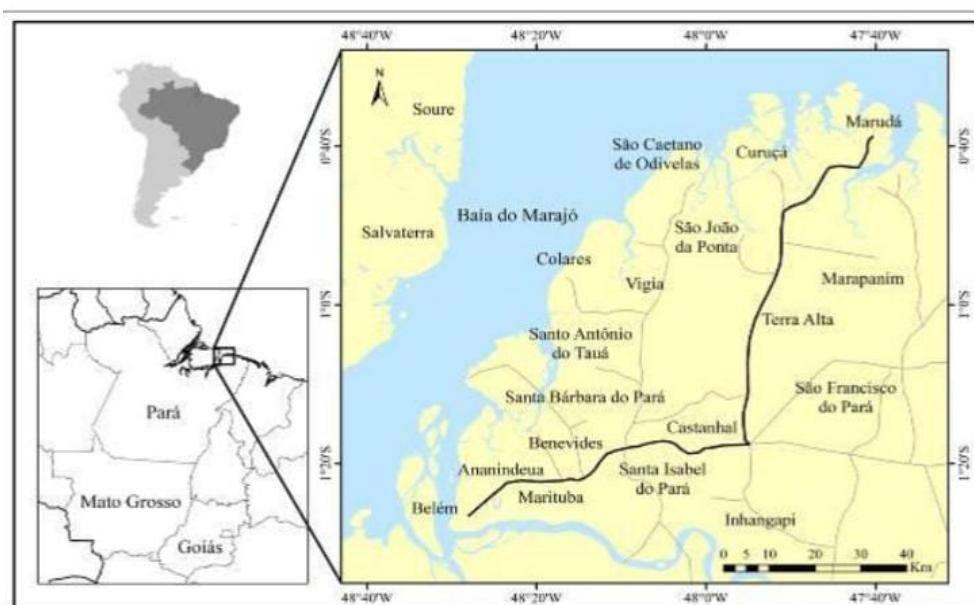 48°40'W
48°20'W
48°0'W
47°40'W
N
Soure
Marudá
0°40'S
0°40'S
São Caetano
de Odivelas
Curuçá
Baía do Marajó
Salvaterra
São João
da Ponta
Colares
Vigia
Marapanim
1°0'S
1°0'S
Terra Alta
Santo Antônio
do Tauá
São Francisco
do Pará
Pará
Santa Bárbara do Pará
Castanhal
Benevides
1°20'S
1°20'S
Ananindeua
Santa Isabel
do Pará
Mato Grosso
Marituba
Belém
Inhangapi
Goiás
0 5 10 20 30 40
Km
48°40'W
48°20'W
48°0'W
47°40'W